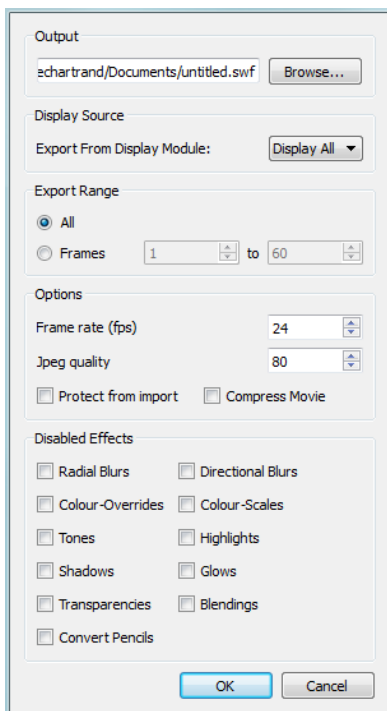 Output
echartrand/Documents/untitled.swf Browse...
Display Source
Export From Display Module: Display All
Export Range
All
Frames 1 to 60
Options
Frame rate (fps) 24
Jpeg quality 80
Protect from import Compress Movie
Disabled Effects
Radial Blurs Directional Blurs
Colour-Overrides Colour-Scales
Tones Highlights
Shadows Glows
Transparencies Blendings
Convert Pencils
OK Cancel